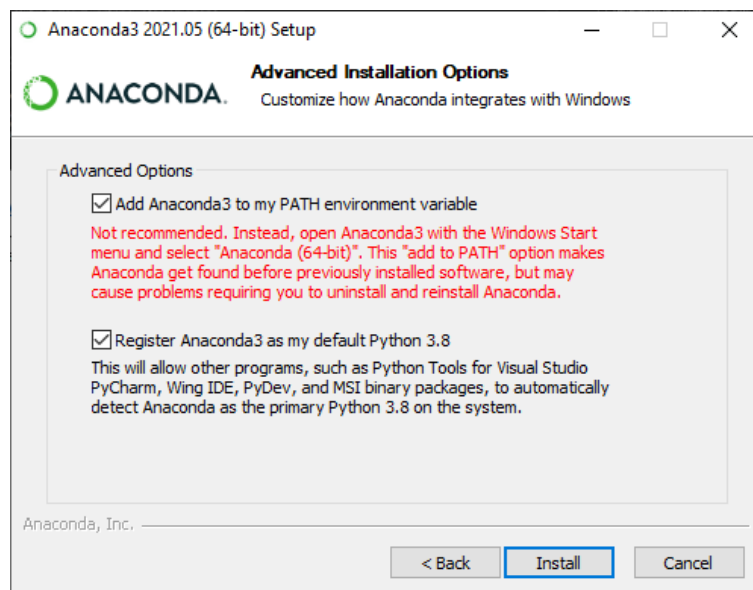 Anaconda3 2021.05 (64-bit) Setup
ANACONDA.
Advanced Installation Options
Customize how Anaconda integrates with Windows
Advanced Options
Add Anaconda3 to my PATH environment variable
Not recommended. Instead, open Anaconda3 with the Windows Start
menu and select "Anaconda (64-bit)". This "add to PATH" option makes
Anaconda get found before previously installed software, but may
cause problems requiring you to uninstall and reinstall Anaconda.
Register Anaconda3 as my default Python 3.8
This will allow other programs, such as Python Tools for Visual Studio
PyCharm, Wing IDE, PyDev, and MSI binary packages, to automatically
detect Anaconda as the primary Python 3.8 on the system.
Anaconda, Inc.
< Back
Install
Cancel